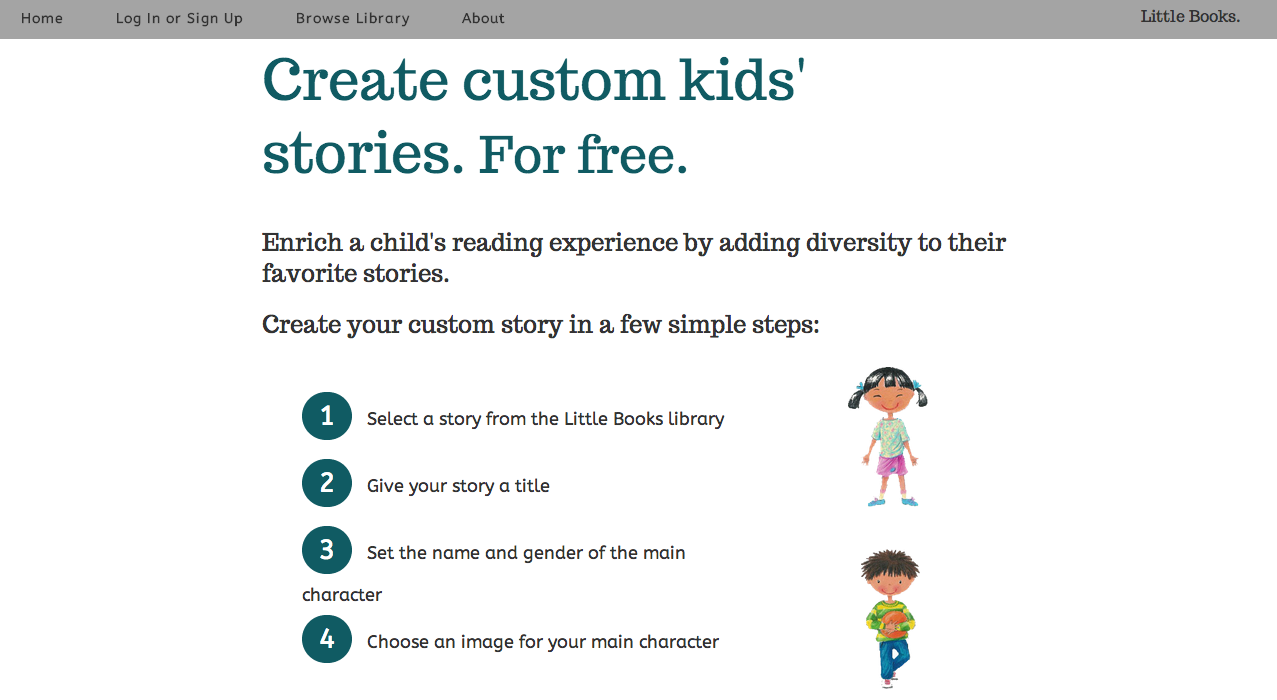 Home Log In or Sign Up Browse Library About Little Books.
Create custom kids'
stories. For free.
Enrich a child's reading experience by adding diversity to their
favorite stories.
Create your custom story in a few simple steps:
1 Select a story from the Little Books library
2 Give your story a title
3 Set the name and gender of the main
character
4 Choose an image for your main character